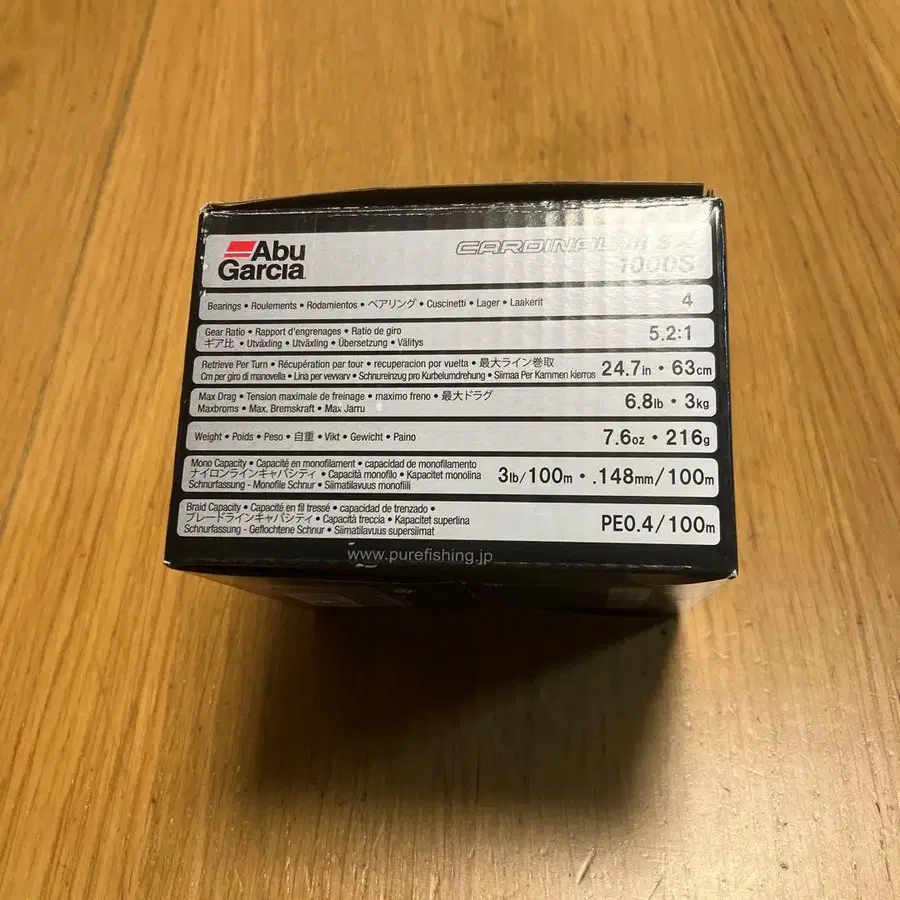 Abu
Garcia
CARDINAL
1000S
Bearings • Roulements • Rodamientos • ベアリング • Cuscinetti • Lager • Laakerit 4
Gear Ratio • Rapport d'engrenages • Ratio de giro
ギア比 • Utväxling • Utväxling • Übersetzung • Välitys 5.2:1
Retrieve Per Turn • Récupération par tour • recuperacion por vuelta • 最大ライン巻取
Cm per giro di manovella • Lina per vevvarv • Schnureinzug pro Kurbelumdrehung • Siimaa Per Kammen kierros 24.7in • 63cm
Max Drag • Tension maximale de freinage • maximo freno • 最大ドラグ
Maxbroms • Max. Bremskraft • Max Jarru 6.8lb • 3kg
Weight • Poids • Peso • 自重 • Vikt • Gewicht • Paino 7.6oz • 216g
Mono Capacity • Capacité en monofilament • capacidad de monofilamento
ナイロンラインキャパシティ • Capacità monofilo • Kapacitet monolina 3lb/100m • .148mm/100m
Schnurfassung - Monofile Schnur • Siimatilavuus monofiili
Braid Capacity • Capacité en fil tressé • capacidad de trenzado •
ブレードラインキャパシティ • Capacità treccia • Kapasitet superlina PE0.4/100m
Schnurfassung - Geflochtene Schnur • Siimatilavuus supersiimat
www.purefishing.jp